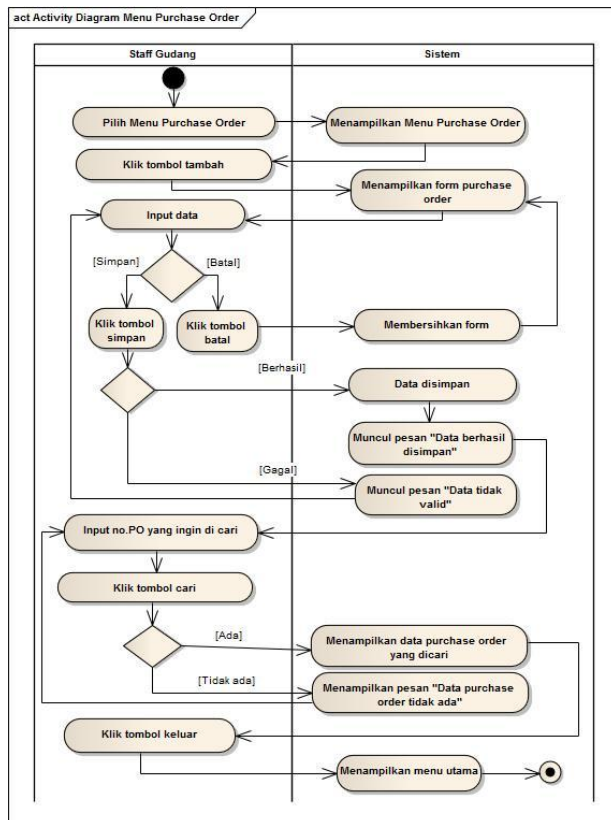 act Activity Diagram Menu Purchase Order
Staff Gudang
Sistem
Pilih Menu Purchase Order
Menampilkan Menu Purchase Order
Klik tombol tambah
Menampilkan form purchase
order
Input data
[Simpan]
[Batal]
Klik tombol
simpan
Klik tombol
batal
Membersihkan form
[Berhasil]
Data disimpan
Muncul pesan "Data berhasil
disimpan"
[Gagal]
Muncul pesan "Data tidak
valid"
Input no.PO yang ingin di cari
Klik tombol cari
[Ada]
Menampilkan data purchase order
yang dicari
[Tidak ada]
Menampilkan pesan "Data purchase
order tidak ada"
Klik tombol keluar
Menampilkan menu utama